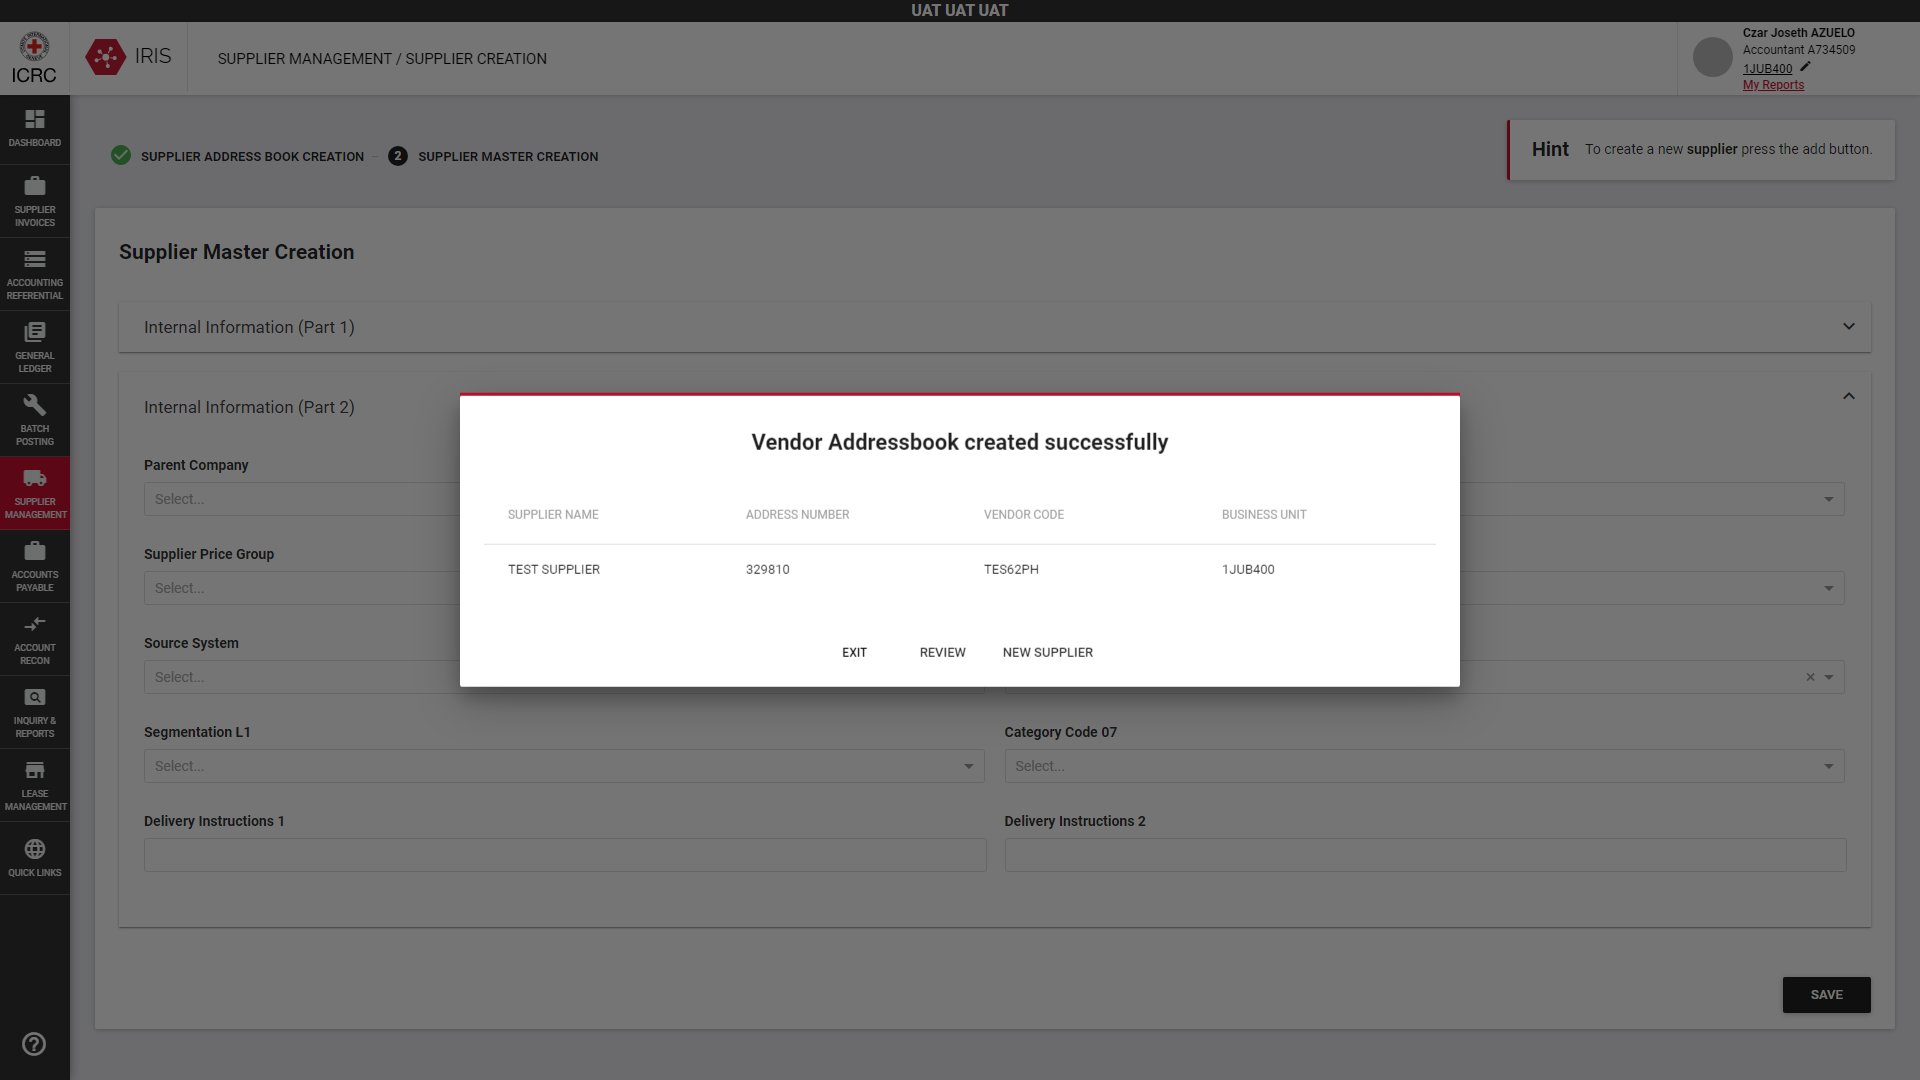 UAT UAT UAT
ICRC
IRIS
SUPPLIER MANAGEMENT / SUPPLIER CREATION
Czar Joseth AZUELO
Accountant A734509
1JUB400
My Reports
DASHBOARD
SUPPLIER
INVOICES
ACCOUNTING
REFERENTIAL
GENERAL
LEDGER
BATCH
POSTING
SUPPLIER
MANAGEMENT
ACCOUNTS
PAYABLE
ACCOUNT
RECON
INQUIRY &
REPORTS
LEASE
MANAGEMENT
QUICK LINKS
SUPPLIER ADDRESS BOOK CREATION
2 SUPPLIER MASTER CREATION
Hint To create a new supplier press the add button.
Supplier Master Creation
Internal Information (Part 1)
Internal Information (Part 2)
Parent Company
Select...
Supplier Price Group
Select...
Source System
Select...
Segmentation L1
Select...
Category Code 07
Select...
Delivery Instructions 1
Delivery Instructions 2
Vendor Addressbook created successfully
SUPPLIER NAME ADDRESS NUMBER VENDOR CODE BUSINESS UNIT
TEST SUPPLIER 329810 TES62PH 1JUB400
EXIT REVIEW NEW SUPPLIER
SAVE